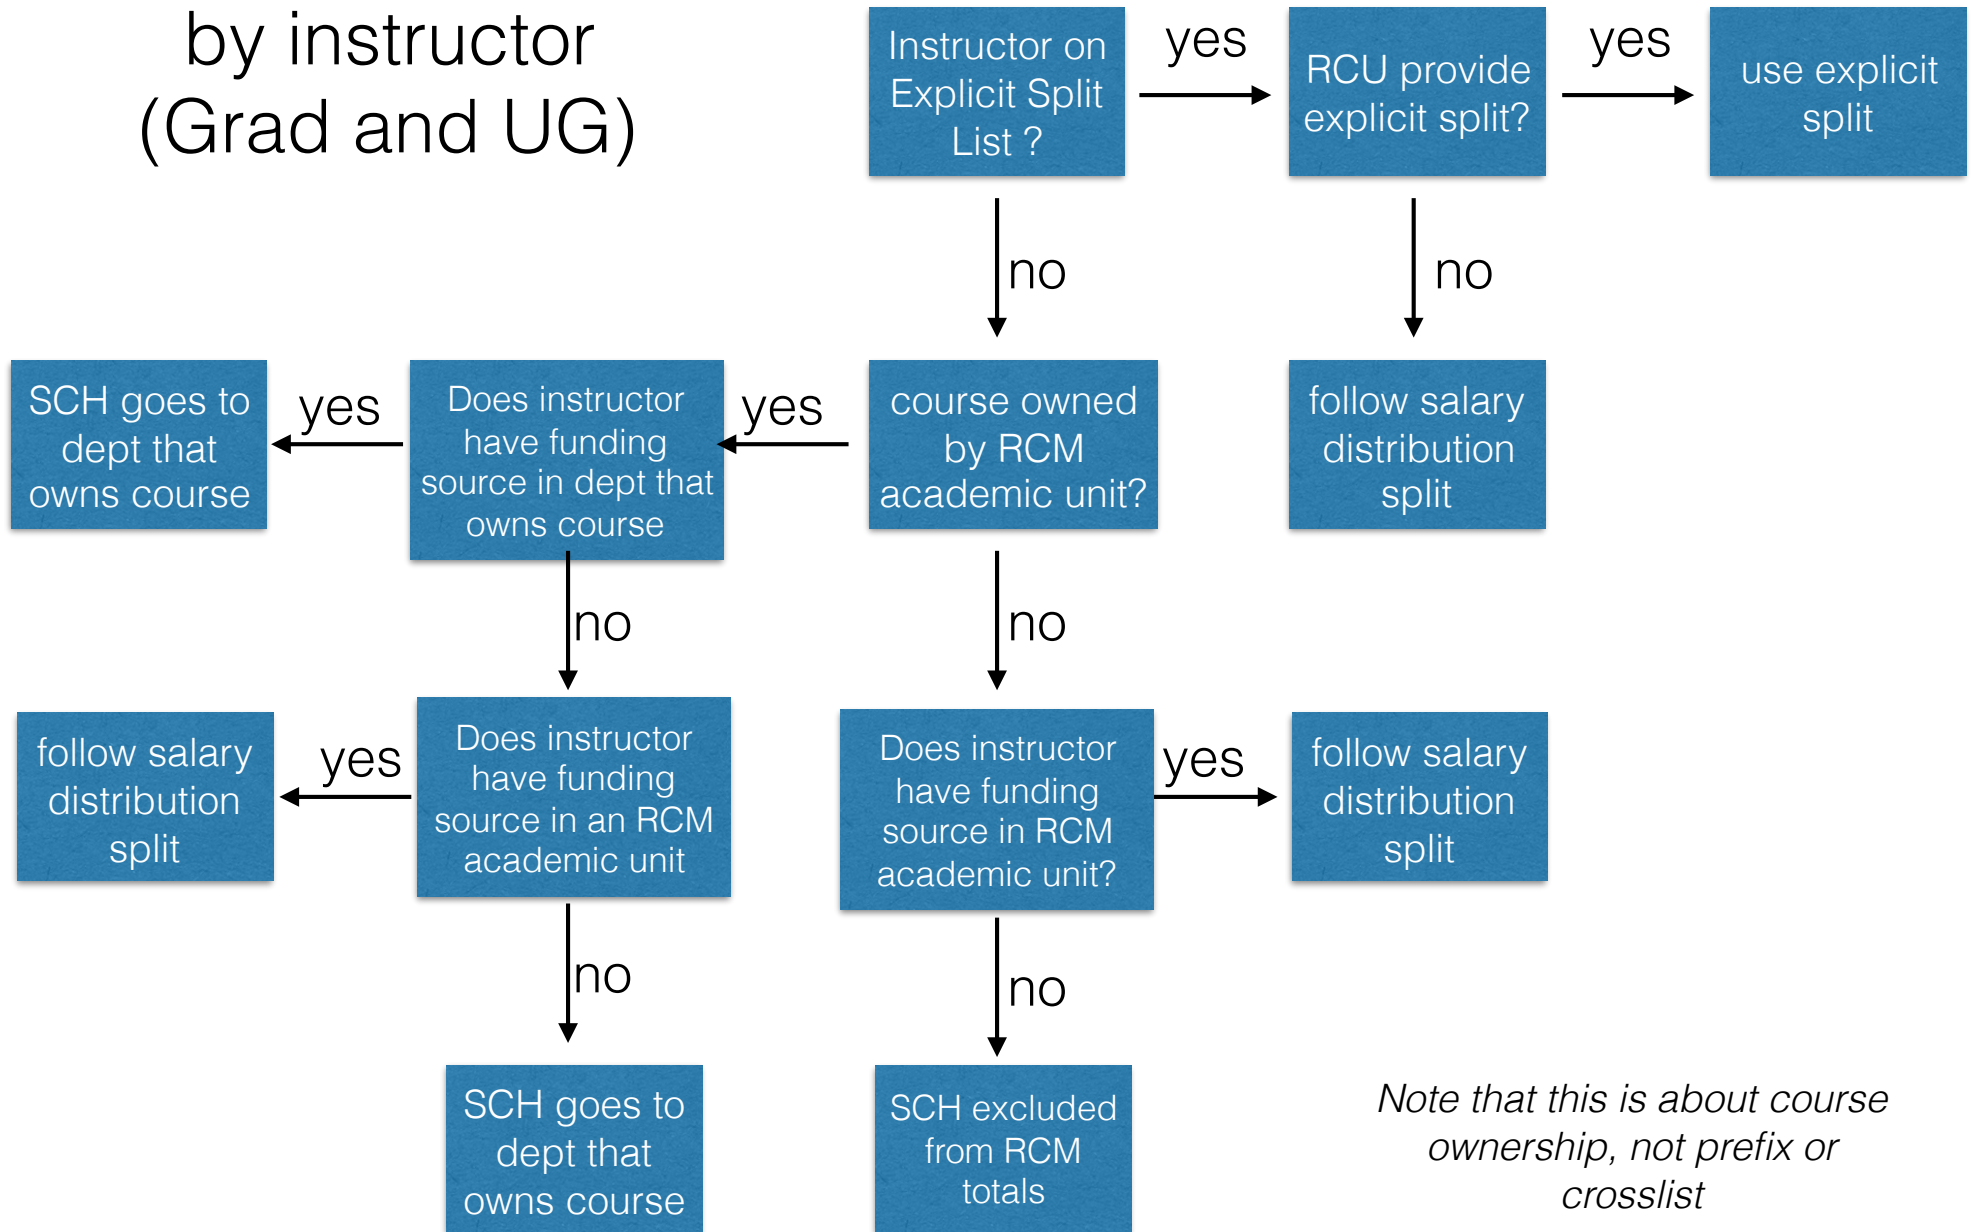 by instructor
(Grad and UG)
Instructor on
Explicit Split
List ?
yes
RCU provide
explicit split?
yes
use explicit
split
no
no
SCH goes to
dept that
owns course
yes
Does instructor
have funding
source in dept that
owns course
yes
course owned
by RCM
academic unit?
follow salary
distribution
split
no
no
follow salary
distribution
split
yes
Does instructor
have funding
source in an RCM
academic unit
Does instructor
have funding
source in RCM
academic unit?
yes
follow salary
distribution
split
no
no
SCH goes to
dept that
owns course
SCH excluded
from RCM
totals
Note that this is about course
ownership, not prefix or
crosslist